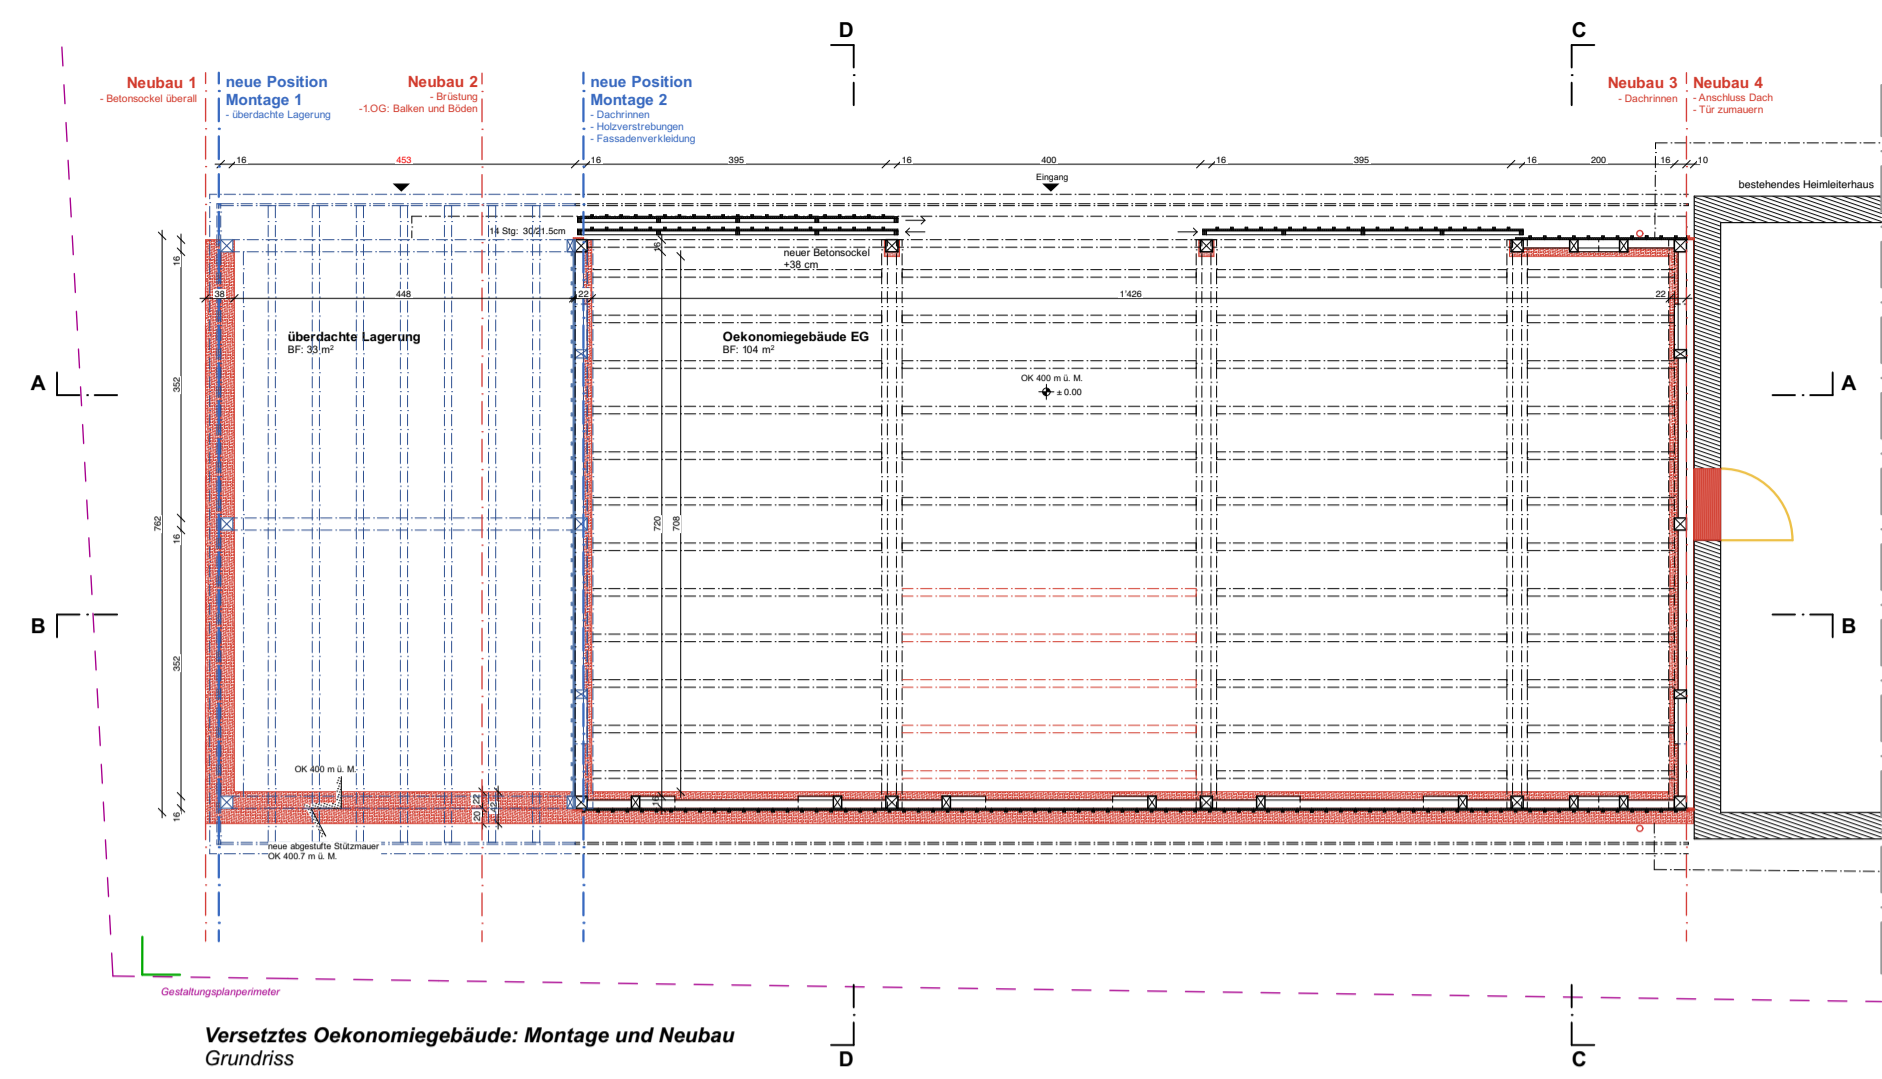 D
C
Neubau 1
- Betonsockel überall
neue Position
Montage 1
- überdachte Lagerung
Neubau 2
- Brüstung
-1.OG: Balken und Böden
neue Position
Montage 2
- Dachrinnen
- Holzverstrebungen
- Fassadenverkleidung
Neubau 3
- Dachrinnen
Neubau 4
- Anschluss Dach
- Tür zumauern
16 453 16 395 16 400 16 395 16 200 16 10
Eingang
bestehendes Heimleiterhaus
14 Stg: 30/21.5cm
16
16
neuer Betonsockel
+38 cm
38 448 22 1'426 22
überdachte Lagerung
BF: 33 m²
Oekonomiegebäude EG
BF: 104 m²
OK 400 m ü. M.
± 0.00
A
A
352
762
16
720
708
B
B
352
OK 400 m ü. M.
16
22
20
22
16
neue abgestufte Stützmauer
OK 400.7 m ü. M.
Gestaltungsplanperimeter
Versetztes Oekonomiegebäude: Montage und Neubau
Grundriss
D
C